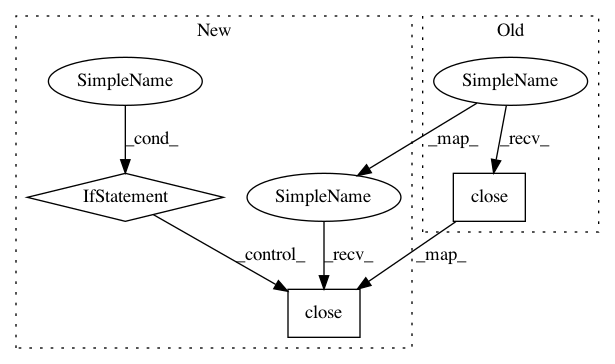 New
Old
SimpleName
SimpleName
_cond_
_map_
_recv_
IfStatement
SimpleName
close
_control_
_recv_
_map_
close